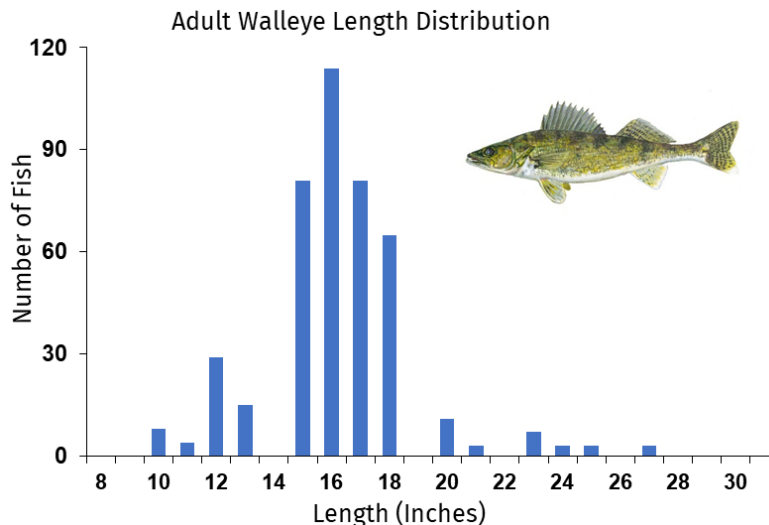 Adult Walleye Length Distribution
120
90
60
30
0
Number of Fish
8 10 12 14 16 18 20 22 24 26 28 30
Length (Inches)